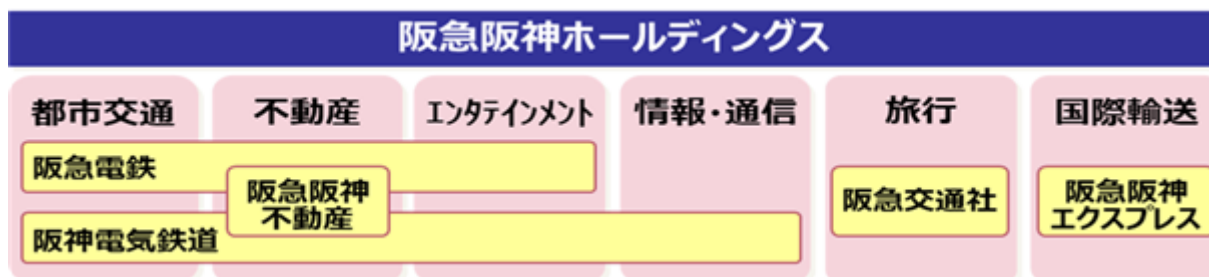 阪急阪神ホールディングス
都市交通
不動産
エンタテインメント
情報・通信
旅行
国際輸送
阪急電鉄
阪急阪神
不動産
阪神電気鉄道
阪急交通社
阪急阪神
エクスプレス